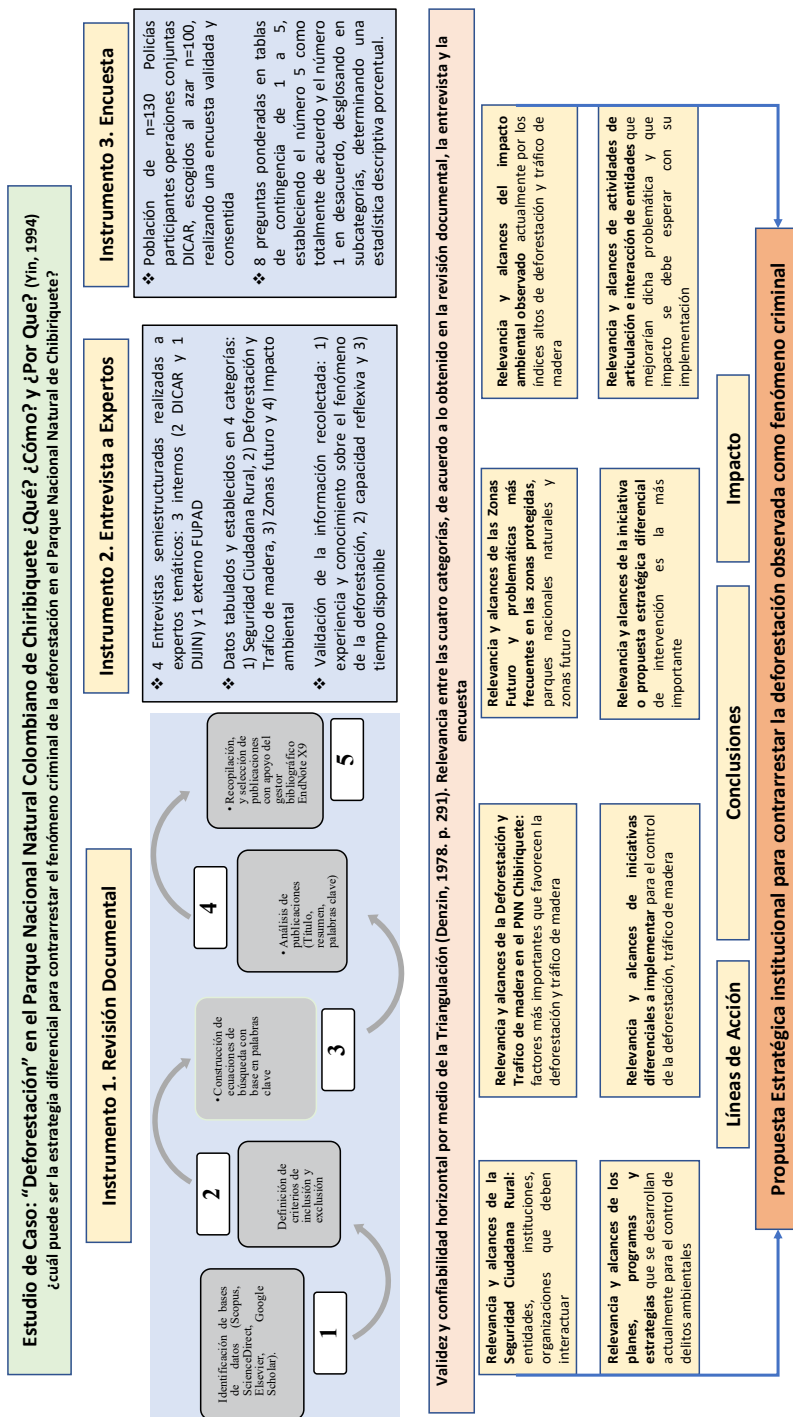 Estudio de Caso: “Deforestación” en el Parque Nacional Natural Colombiano de Chiribiquete ¿Qué? ¿Cómo? y ¿Por Que? (Yin, 1994)
¿cuál puede ser la estrategia diferencial para contrarrestar el fenómeno criminal de la deforestación en el Parque Nacional Natural de Chibiriquete?
Instrumento 1. Revisión Documental
Identificación de bases
de datos (Scopus,
ScienceDirect,
Elsevier, Google
Scholar).
1
2
Definición de
criterios de
inclusión y
exclusión
• Construcción de
ecuaciones de
búsqueda con
base en palabras
clave
3
4
• Análisis de
publicaciones
(Titulo,
resumen,
palabras clave)
• Recopilación,
y selección de
publicaciones
con apoyo del
gestor
bibliográfico
EndNote X9
5
Instrumento 2. Entrevista a Expertos
❖ 4 Entrevistas semiestructuradas realizadas a
expertos temáticos: 3 internos (2 DICAR y 1
DIJIN) y 1 externo FUPAD
❖ Datos tabulados y establecidos en 4 categorías:
1) Seguridad Ciudadana Rural, 2) Deforestación y
Trafico de madera, 3) Zonas futuro y 4) Impacto
ambiental
❖ Validación de la información recolectada: 1)
experiencia y conocimiento sobre el fenómeno
de la deforestación, 2) capacidad reflexiva y 3)
tiempo disponible
Instrumento 3. Encuesta
❖ Población de n=130 Policías
participantes operaciones conjuntas
DICAR, escogidos al azar n=100,
realizando una encuesta validada y
consentida
❖ 8 preguntas ponderadas en tablas
de contingencia de 1 a 5,
estableciendo el número 5 como
totalmente de acuerdo y el número
1 en desacuerdo, desglosando en
subcategorías, determinando una
estadística descriptiva porcentual.
Validez y confiabilidad horizontal por medio de la Triangulación (Denzin, 1978. p. 291). Relevancia entre las cuatro categorías, de acuerdo a lo obtenido en la revisión documental, la entrevista y la
encuesta
Relevancia y alcances de la
Seguridad Ciudadana Rural:
entidades, instituciones,
organizaciones que deben
interactuar
Relevancia y alcances de la Deforestación y
Trafico de madera en el PNN Chibiriquete:
factores más importantes que favorecen la
deforestación y tráfico de madera
Relevancia y alcances de las Zonas
Futuro y problemáticas más
frecuentes en las zonas protegidas,
parques nacionales naturales y
zonas futuro
Relevancia y alcances del impacto
ambiental observado actualmente por los
índices altos de deforestación y tráfico de
madera
Relevancia y alcances de los
planes, programas y
estrategias que se desarrollan
actualmente para el control de
delitos ambientales
Relevancia y alcances de iniciativas
diferenciales a implementar para el control
de la deforestación, tráfico de madera
Relevancia y alcances de la iniciativa
o propuesta estratégica diferencial
de intervención es la más
importante
Relevancia y alcances de actividades de
articulación e interacción de entidades que
mejorarían dicha problemática y que
impacto se debe esperar con su
implementación
Líneas de Acción
Conclusiones
Impacto
Propuesta Estratégica institucional para contrarrestar la deforestación observada como fenómeno criminal